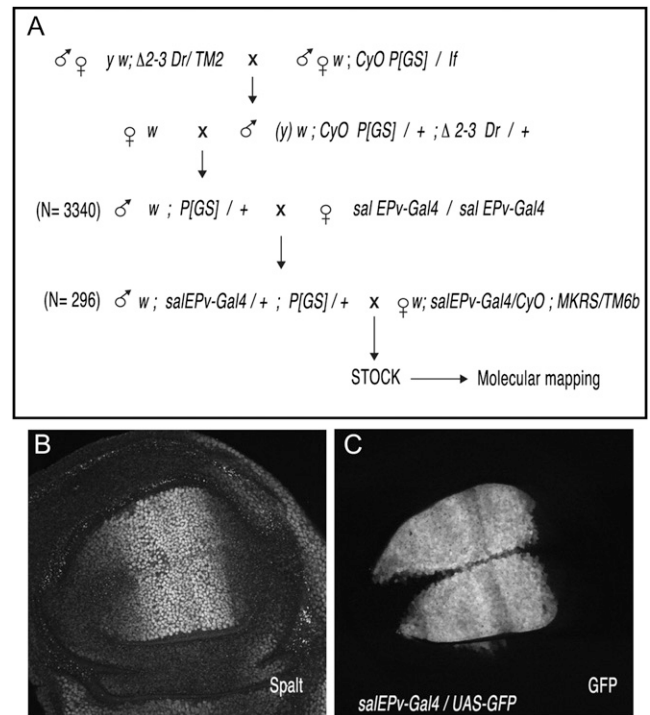 A
♂♀ y w; Δ2-3 Dr/ TM2 x ♂♀ w ; CyO P[GS] / If
♀ w x ♂ (y) w ; CyO P[GS] / + ; Δ 2-3 Dr / +
(N= 3340) ♂ w ; P[GS] / + x ♀ sal EPv-Gal4 / sal EPv-Gal4
(N= 296) ♂ w ; salEPv-Gal4 / + ; P[GS] / + x ♀ w; salEPv-Gal4/CyO ; MKRS/TM6b
STOCK → Molecular mapping
B
Spalt
C
GFP
salEPv-Gal4 / UAS-GFP